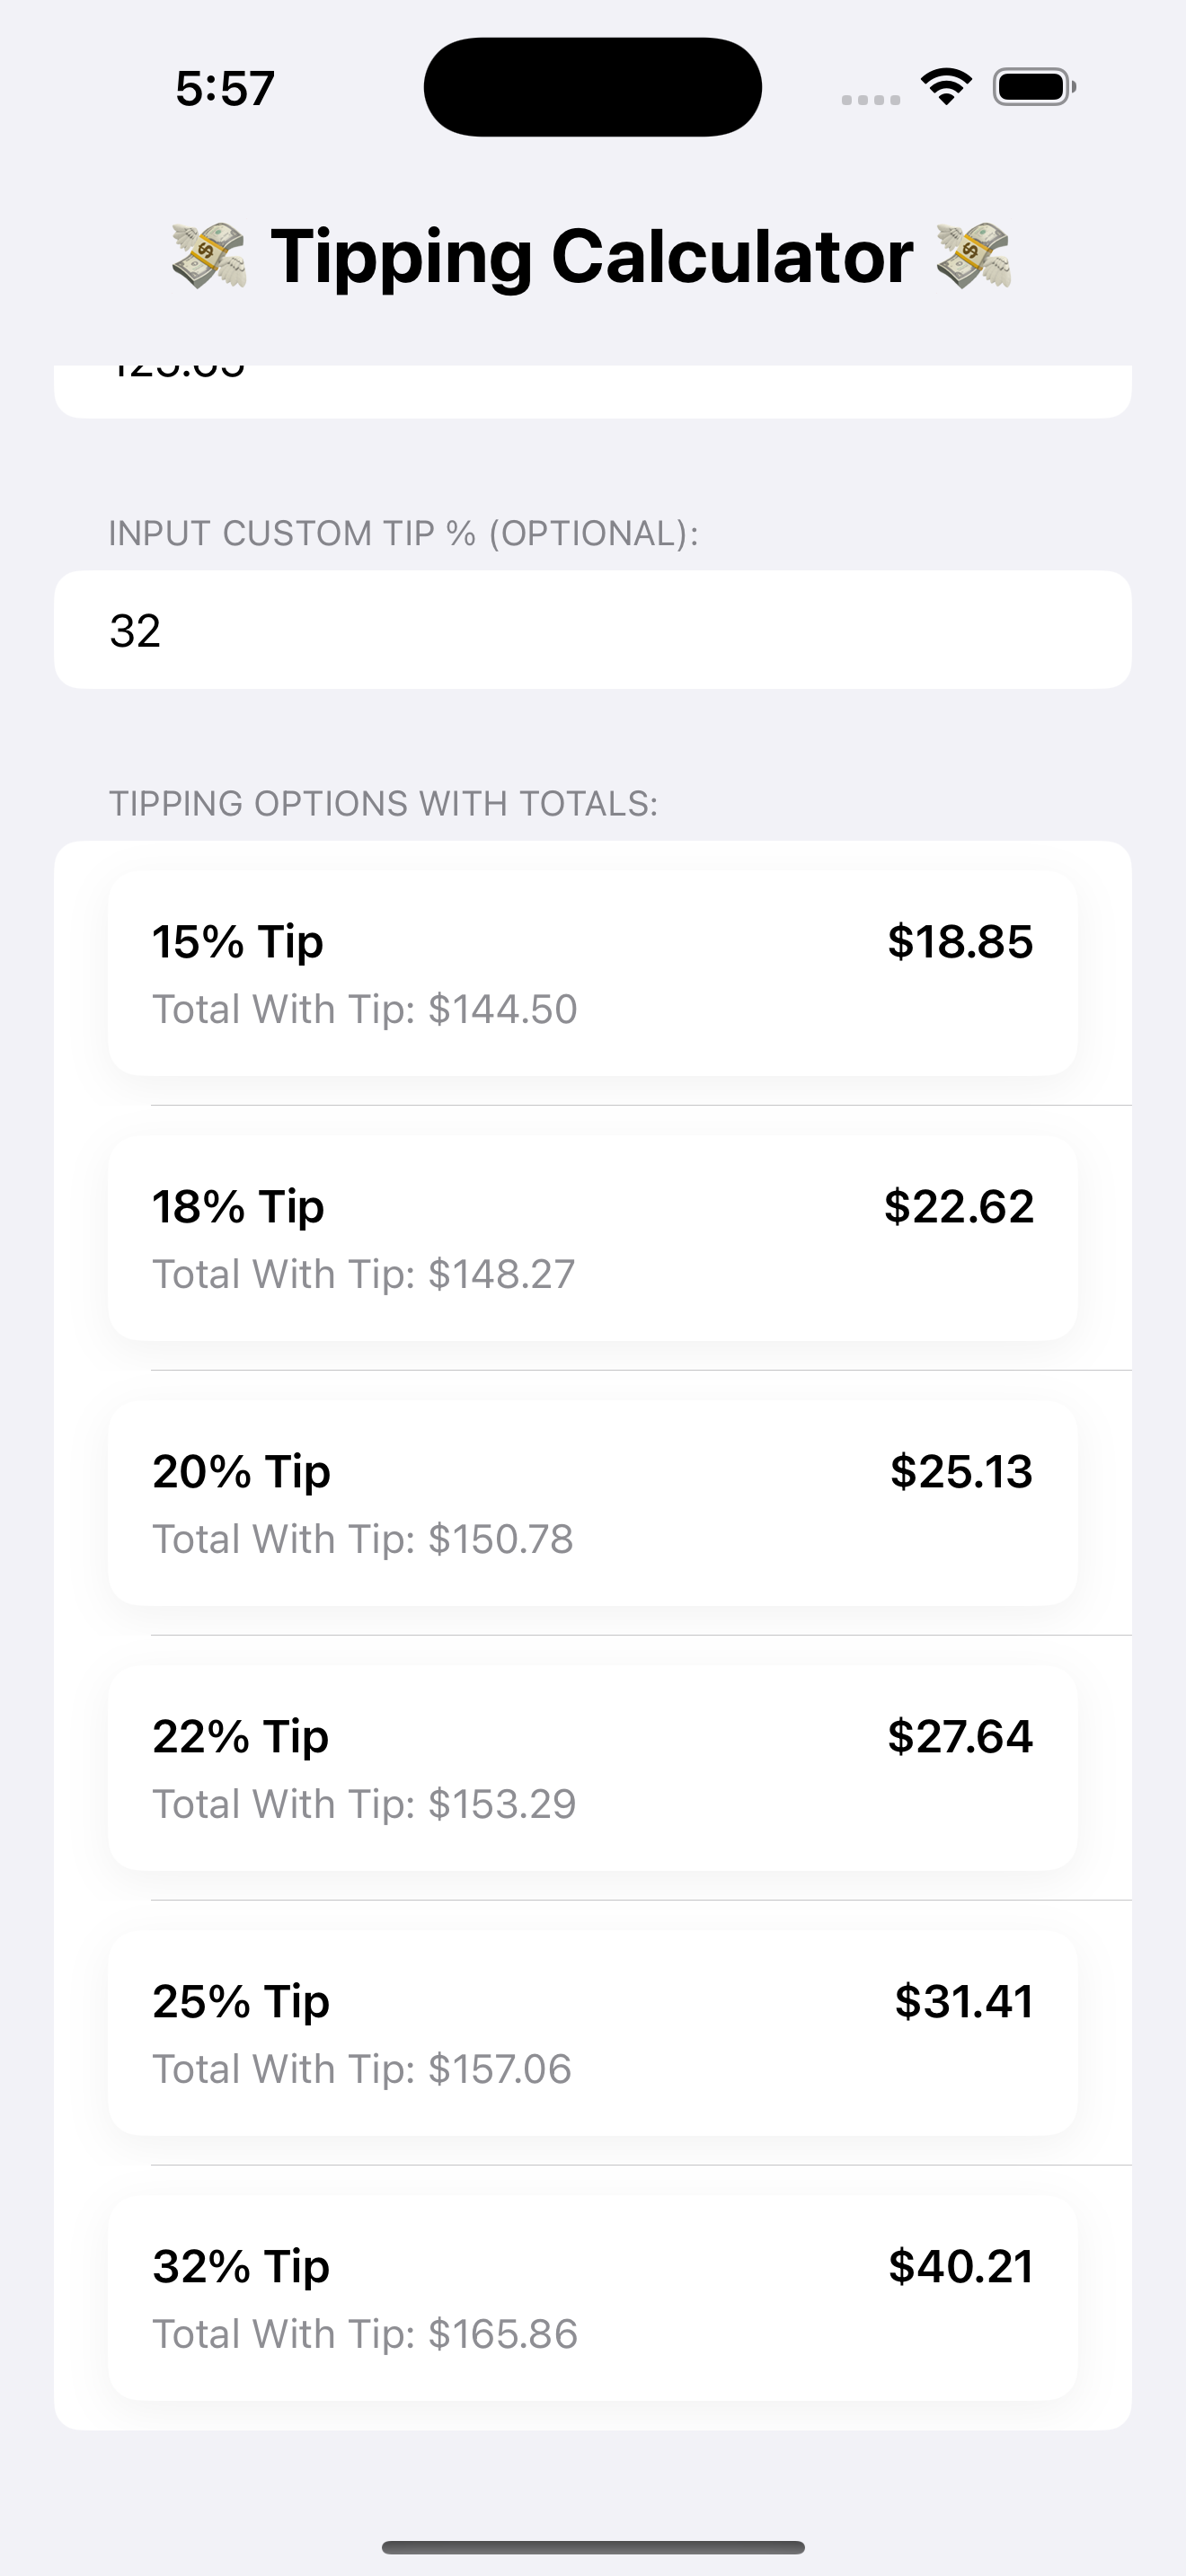 5:57
💸 Tipping Calculator 💸
INPUT CUSTOM TIP % (OPTIONAL):
32
TIPPING OPTIONS WITH TOTALS:
15% Tip $18.85
Total With Tip: $144.50
18% Tip $22.62
Total With Tip: $148.27
20% Tip $25.13
Total With Tip: $150.78
22% Tip $27.64
Total With Tip: $153.29
25% Tip $31.41
Total With Tip: $157.06
32% Tip $40.21
Total With Tip: $165.86